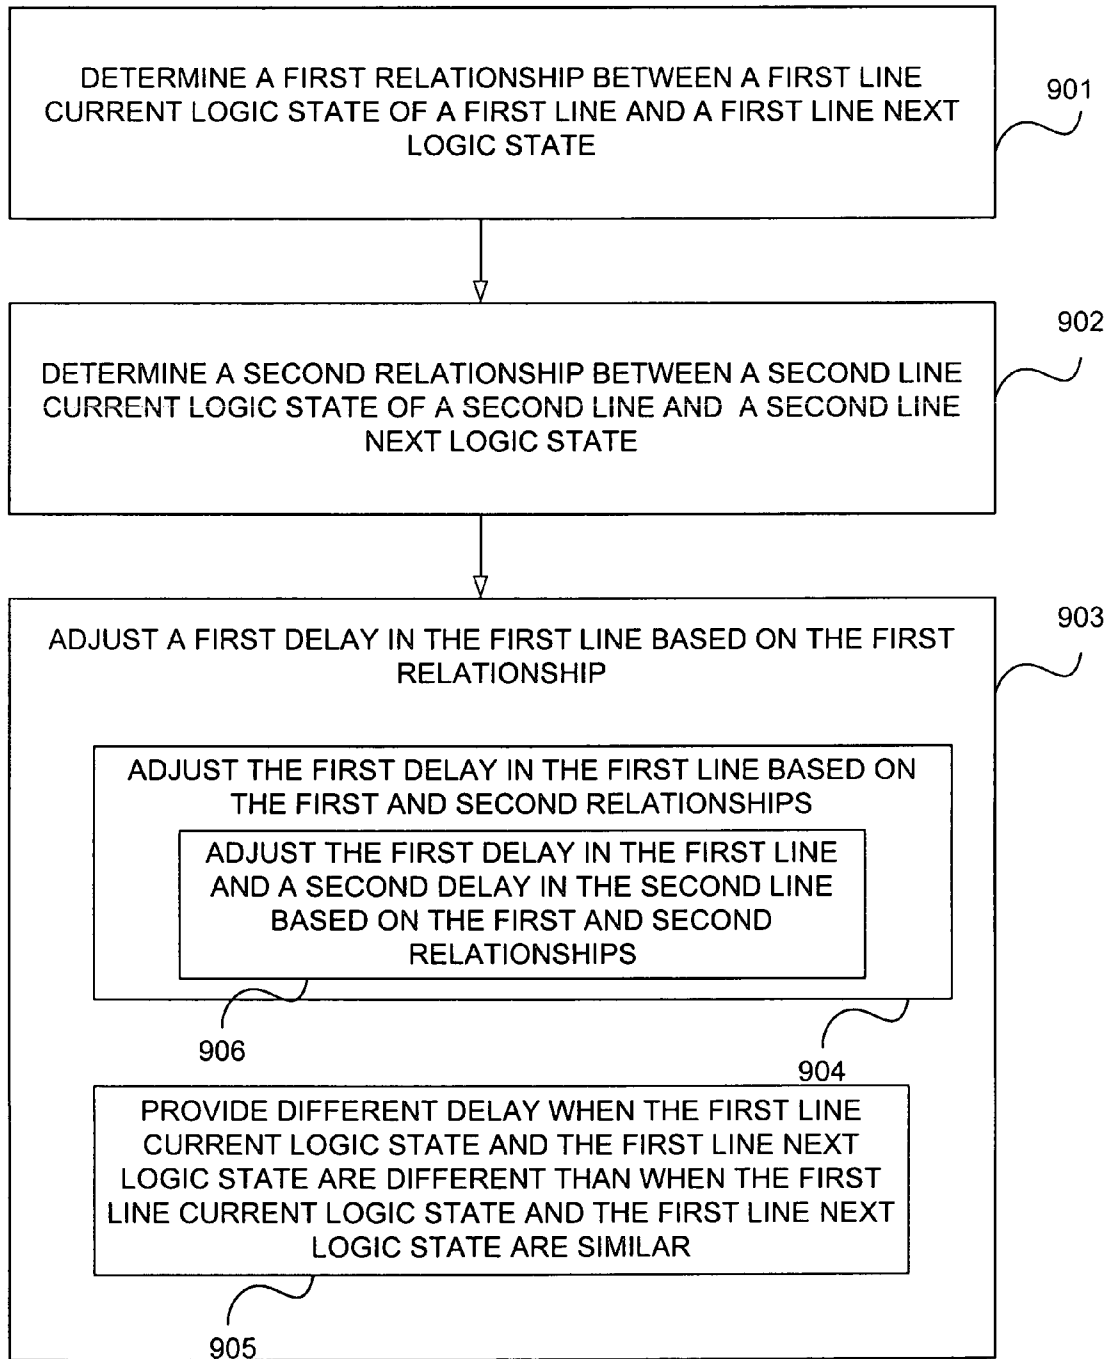 DETERMINE A FIRST RELATIONSHIP BETWEEN A FIRST LINE
CURRENT LOGIC STATE OF A FIRST LINE AND A FIRST LINE NEXT
LOGIC STATE
901
DETERMINE A SECOND RELATIONSHIP BETWEEN A SECOND LINE
CURRENT LOGIC STATE OF A SECOND LINE AND A SECOND LINE
NEXT LOGIC STATE
902
ADJUST A FIRST DELAY IN THE FIRST LINE BASED ON THE FIRST
RELATIONSHIP
903
ADJUST THE FIRST DELAY IN THE FIRST LINE BASED ON
THE FIRST AND SECOND RELATIONSHIPS
ADJUST THE FIRST DELAY IN THE FIRST LINE
AND A SECOND DELAY IN THE SECOND LINE
BASED ON THE FIRST AND SECOND
RELATIONSHIPS
906
904
PROVIDE DIFFERENT DELAY WHEN THE FIRST LINE
CURRENT LOGIC STATE AND THE FIRST LINE NEXT
LOGIC STATE ARE DIFFERENT THAN WHEN THE FIRST
LINE CURRENT LOGIC STATE AND THE FIRST LINE NEXT
LOGIC STATE ARE SIMILAR
905